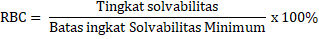 RBC = Tingkat solvabilitas / Batas ingkat Solvabilitas Minimum x 100%